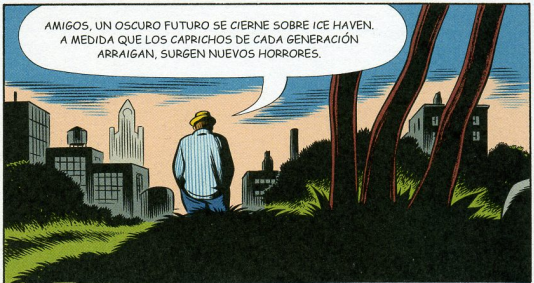 AMIGOS, UN OSCURO FUTURO SE CIERNE SOBRE ICE HAVEN.
A MEDIDA QUE LOS CAPRICHOS DE CADA GENERACIÓN
ARRAIGAN, SURGEN NUEVOS HORRORES.